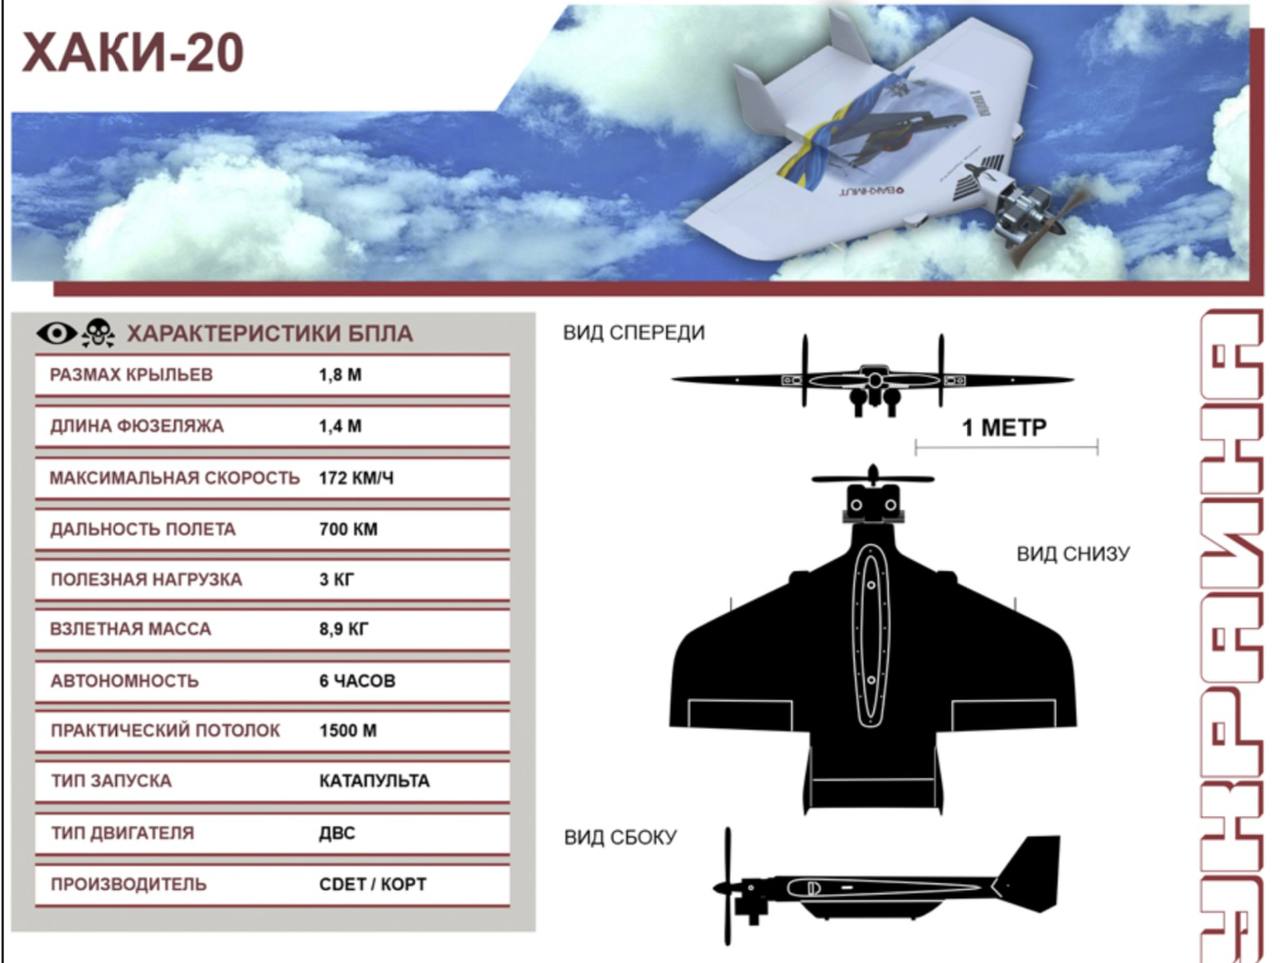 ХАКИ-20
BAKHMUT
ХАРАКТЕРИСТИКИ БПЛА
РАЗМАХ КРЫЛЬЕВ 1,8 М
ДЛИНА ФЮЗЕЛЯЖА 1,4 М
МАКСИМАЛЬНАЯ СКОРОСТЬ 172 КМ/Ч
ДАЛЬНОСТЬ ПОЛЕТА 700 КМ
ПОЛЕЗНАЯ НАГРУЗКА 3 КГ
ВЗЛЕТНАЯ МАССА 8,9 КГ
АВТОНОМНОСТЬ 6 ЧАСОВ
ПРАКТИЧЕСКИЙ ПОТОЛОК 1500 М
ТИП ЗАПУСКА КАТАПУЛЬТА
ТИП ДВИГАТЕЛЯ ДВС
ПРОИЗВОДИТЕЛЬ CDET / КОРТ
ВИД СПЕРЕДИ
1 МЕТР
ВИД СНИЗУ
ВИД СБОКУ
УКРАИНА